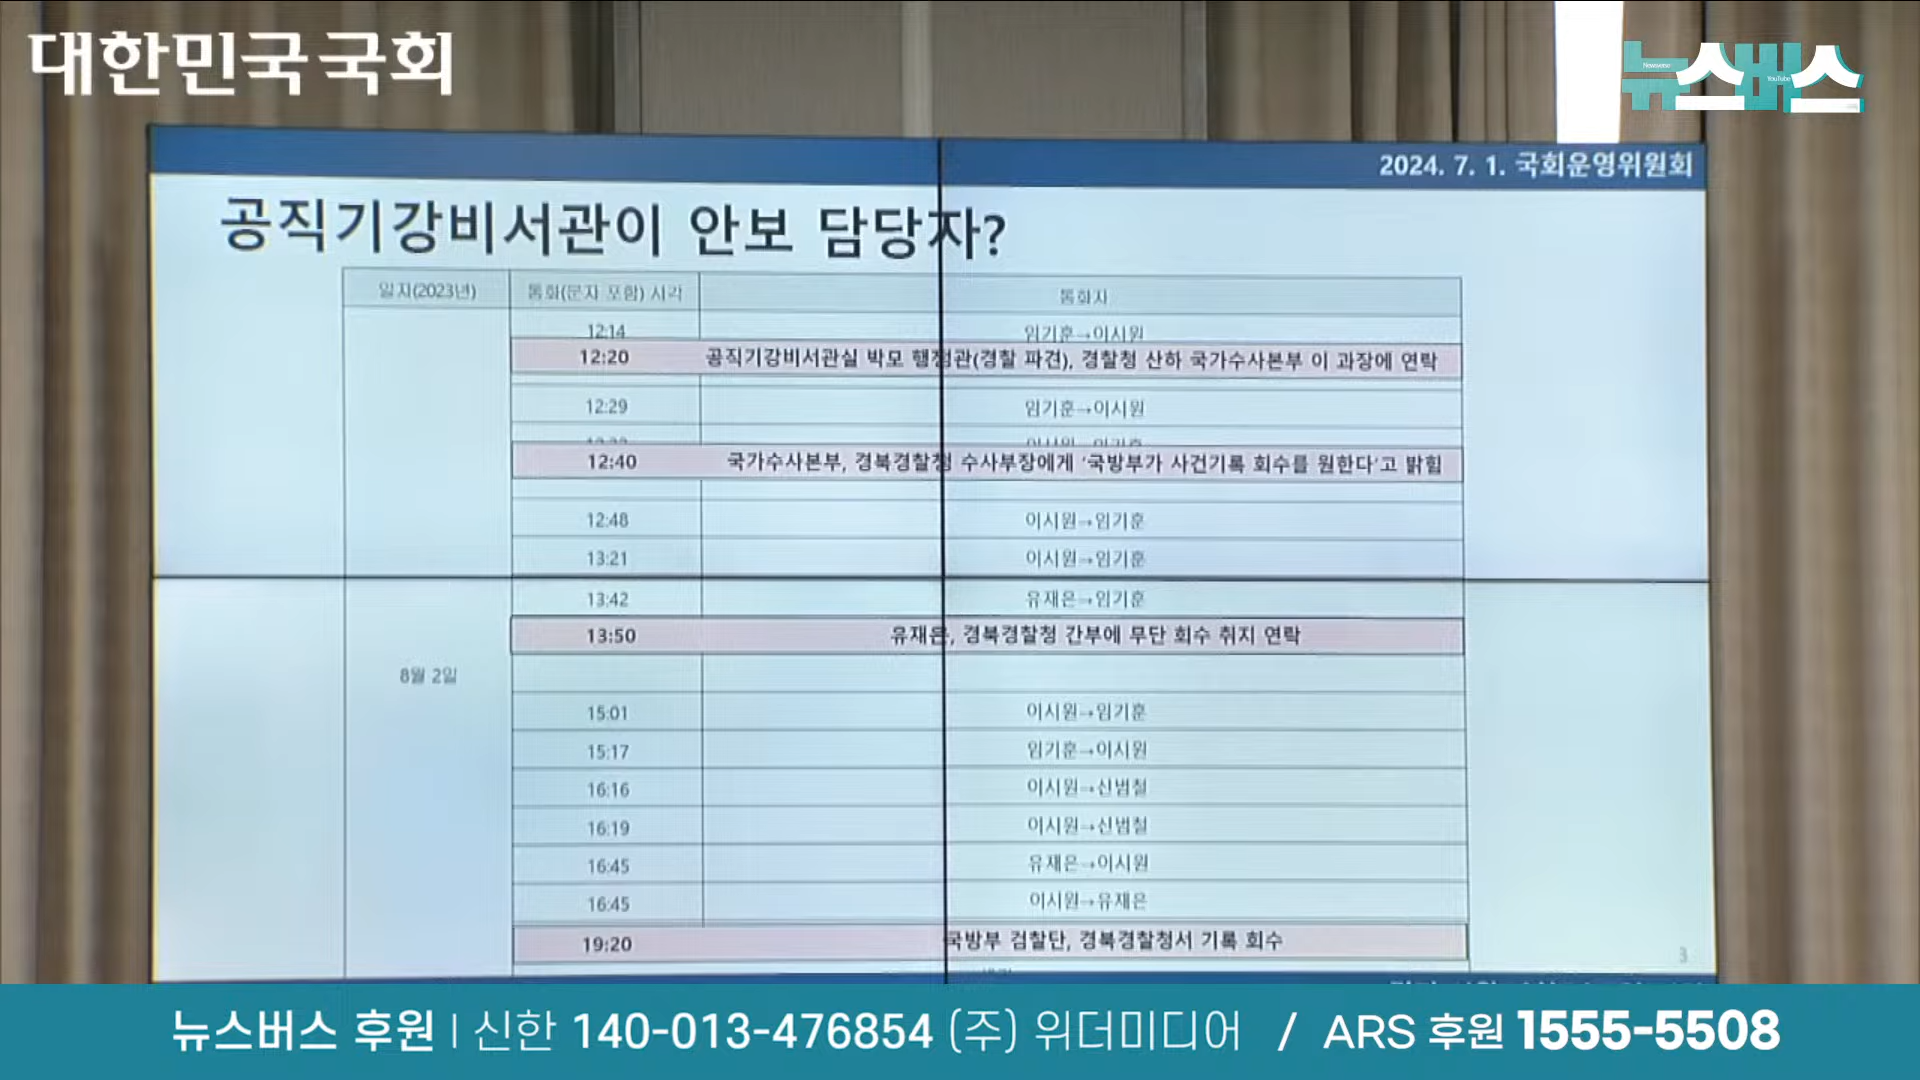 대한민국 국회
뉴스버스
Newsverse
YouTube
2024. 7. 1. 국회운영위원회
공직기강비서관이 안보 담당자?
일지(2023년) 통화(문자 포함) 시각 통화자
12:14 임기훈→이시원
12:20 공직기강비서관실 박모 행정관(경찰 파견), 경찰청 산하 국가수사본부 이 과장에 연락
12:29 임기훈→이시원
12:40 국가수사본부, 경북경찰청 수사부장에게 '국방부가 사건기록 회수를 원한다'고 밝힘
12:48 이시원→임기훈
13:21 이시원→임기훈
13:42 유재은→임기훈
13:50 유재은, 경북경찰청 간부에 무단 회수 취지 연락
8월 2일
15:01 이시원→임기훈
15:17 임기훈→이시원
16:16 이시원→신범철
16:19 이시원→신범철
16:45 유재은→이시원
16:45 이시원→유재은
19:20 국방부 검찰단, 경북경찰청서 기록 회수
3
뉴스버스 후원 | 신한 140-013-476854 (주) 위더미디어 / ARS 후원 1555-5508